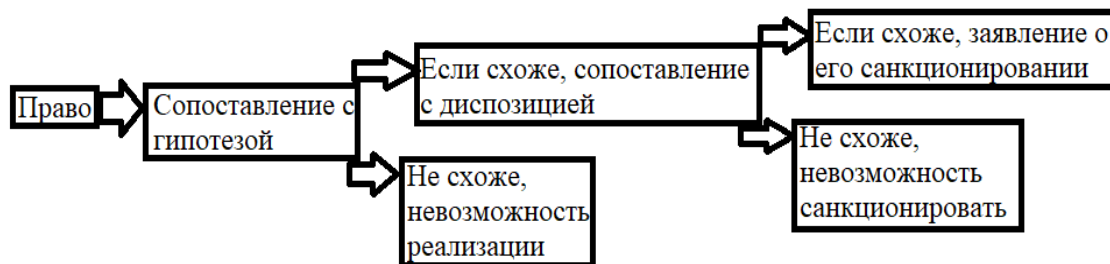 Право
Сопоставление с
гипотезой
Если схоже, сопоставление
с диспозицией
Если схоже, заявление о
его санкционировании
Не схоже,
невозможность
реализации
Не схоже,
невозможность
санкционировать